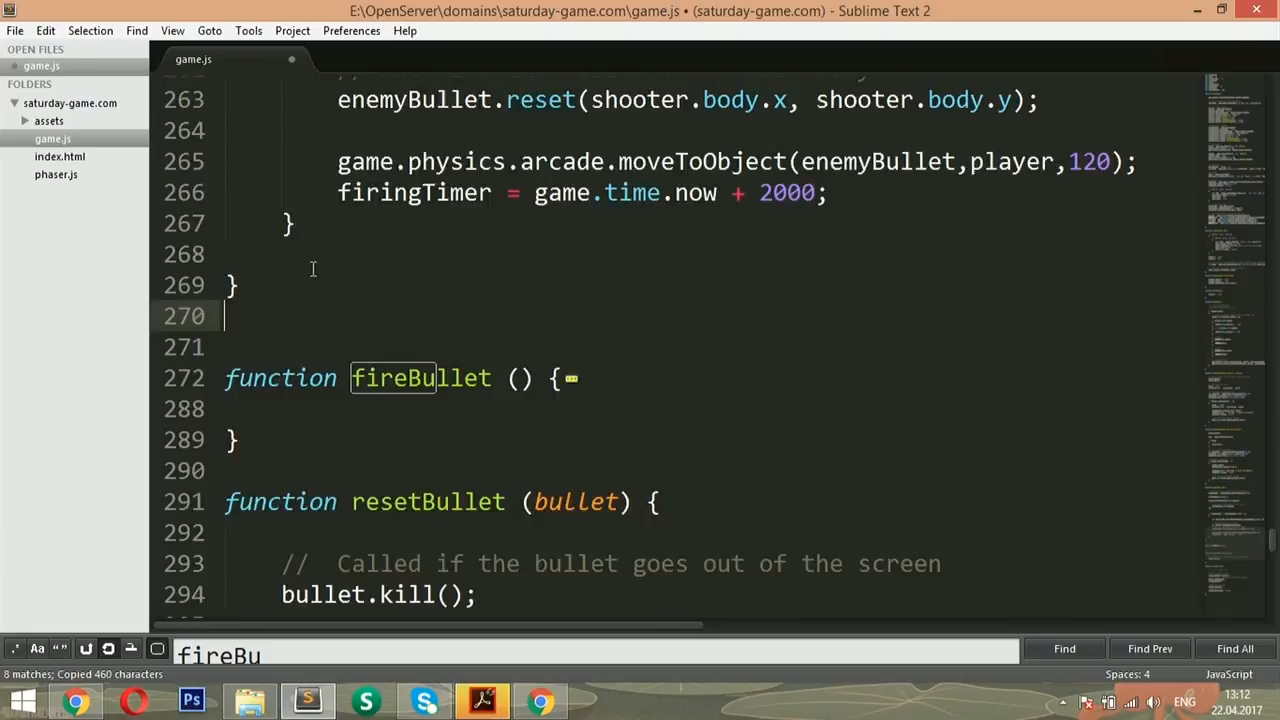 E:\OpenServer\domains\saturday-game.com\game.js • (saturday-game.com) - Sublime Text 2
File Edit Selection Find View Goto Tools Project Preferences Help
OPEN FILES
game.js
FOLDERS
saturday-game.com
assets
game.js
index.html
phaser.js
game.js
263 enemyBullet.reset(shooter.body.x, shooter.body.y);
264
265 game.physics.arcade.moveToObject(enemyBullet,player,120);
266 firingTimer = game.time.now + 2000;
267 }
268
269 }
270
271
272 function fireBullet () {
288
289 }
290
291 function resetBullet (bullet) {
292
293 // Called if the bullet goes out of the screen
294 bullet.kill();
.* Aa “ ”
fireBu
Find Find Prev Find All
8 matches; Copied 460 characters
Spaces: 4 JavaScript
Ps S S
ENG
13:12
22.04.2017